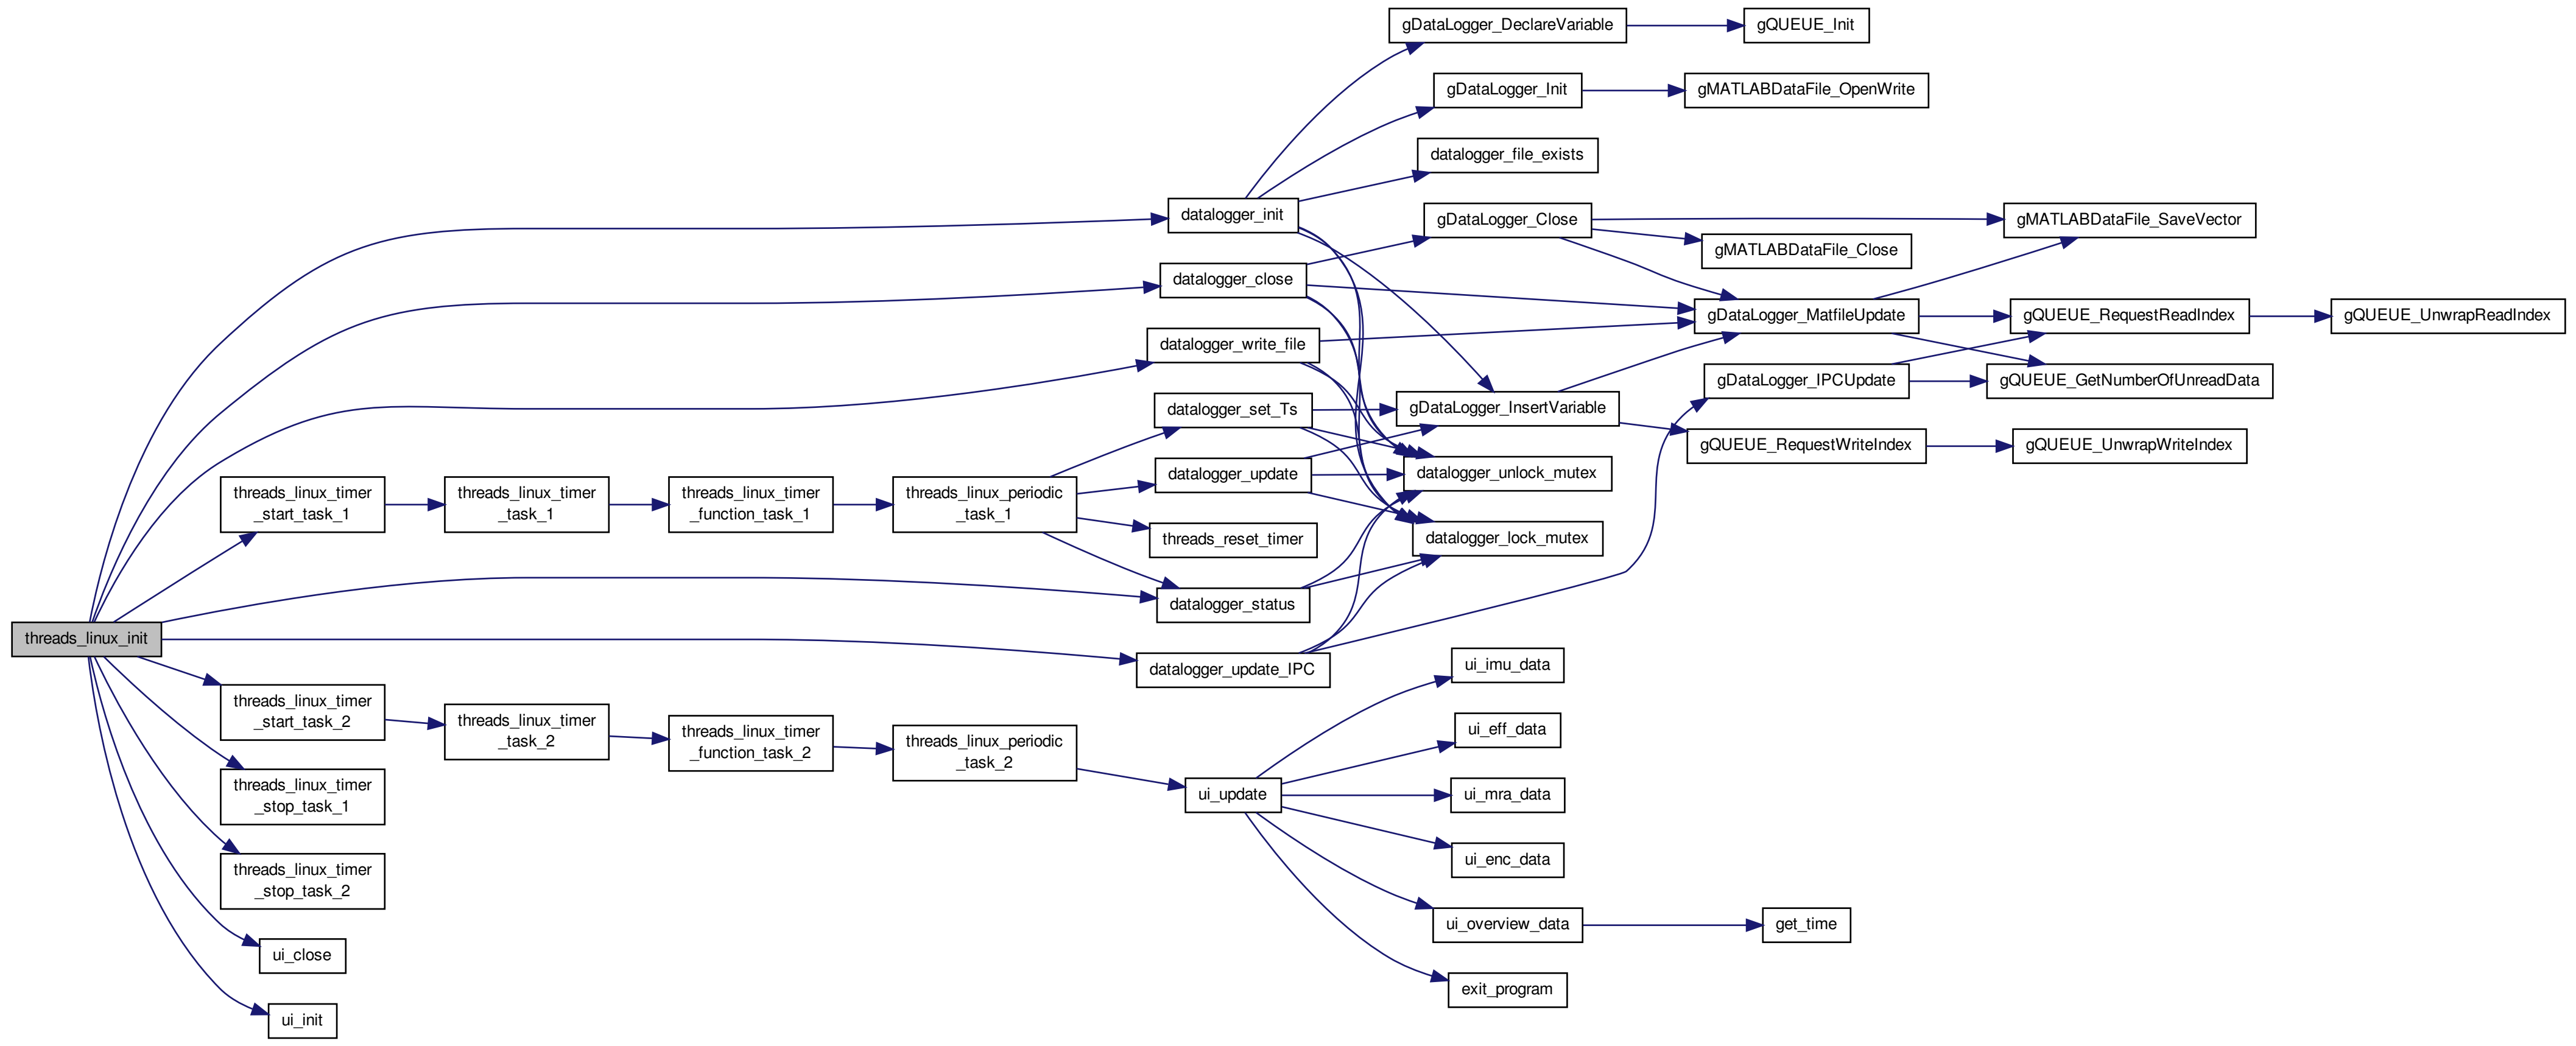 gDataLogger_DeclareVariable
gQUEUE_Init
gDataLogger_Init
gMATLABDataFile_OpenWrite
datalogger_file_exists
datalogger_init
gDataLogger_Close
gMATLABDataFile_SaveVector
gMATLABDataFile_Close
datalogger_close
gDataLogger_MatfileUpdate
gQUEUE_RequestReadIndex
gQUEUE_UnwrapReadIndex
datalogger_write_file
gDataLogger_IPCUpdate
gQUEUE_GetNumberOfUnreadData
datalogger_set_Ts
gDataLogger_InsertVariable
gQUEUE_RequestWriteIndex
gQUEUE_UnwrapWriteIndex
datalogger_update
datalogger_unlock_mutex
threads_linux_timer
_start_task_1
threads_linux_timer
_task_1
threads_linux_timer
_function_task_1
threads_linux_periodic
_task_1
threads_reset_timer
datalogger_lock_mutex
datalogger_status
threads_linux_init
datalogger_update_IPC
ui_imu_data
threads_linux_timer
_start_task_2
threads_linux_timer
_task_2
threads_linux_timer
_function_task_2
threads_linux_periodic
_task_2
ui_eff_data
ui_update
ui_mra_data
threads_linux_timer
_stop_task_1
ui_enc_data
threads_linux_timer
_stop_task_2
ui_overview_data
get_time
ui_close
exit_program
ui_init